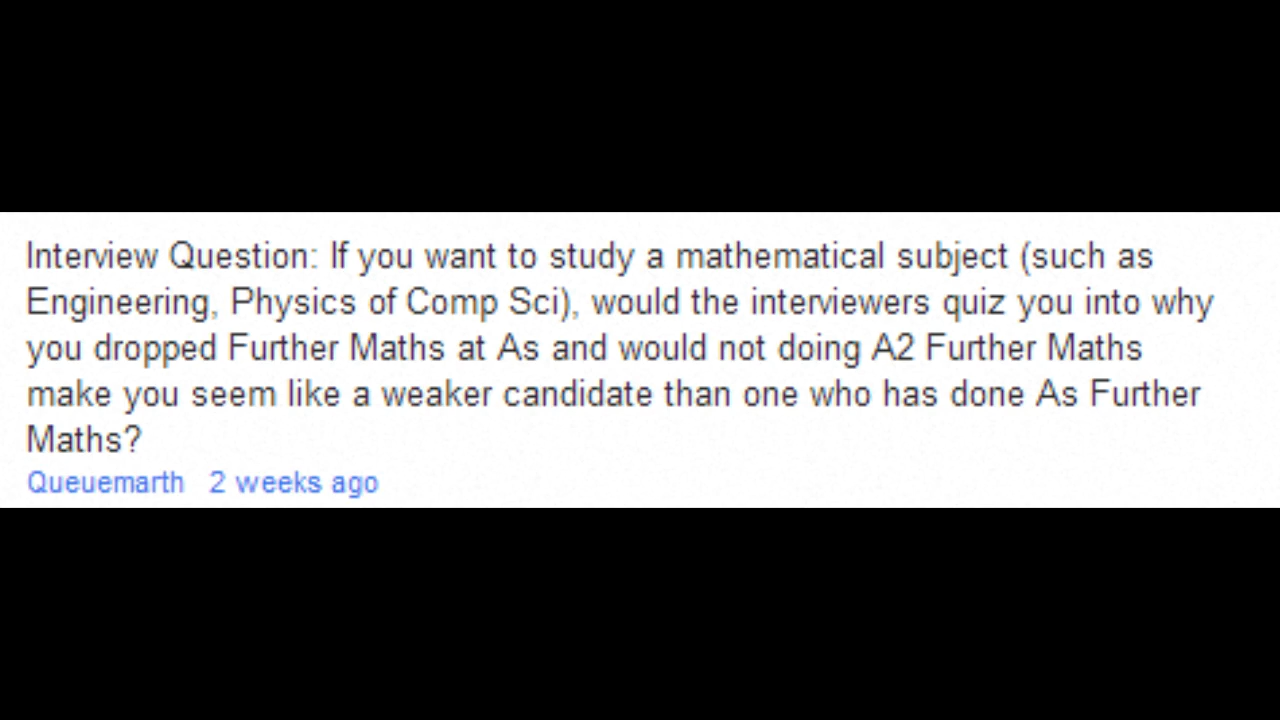 Interview Question: If you want to study a mathematical subject (such as
Engineering, Physics of Comp Sci), would the interviewers quiz you into why
you dropped Further Maths at As and would not doing A2 Further Maths
make you seem like a weaker candidate than one who has done As Further
Maths?
Queuemarth 2 weeks ago